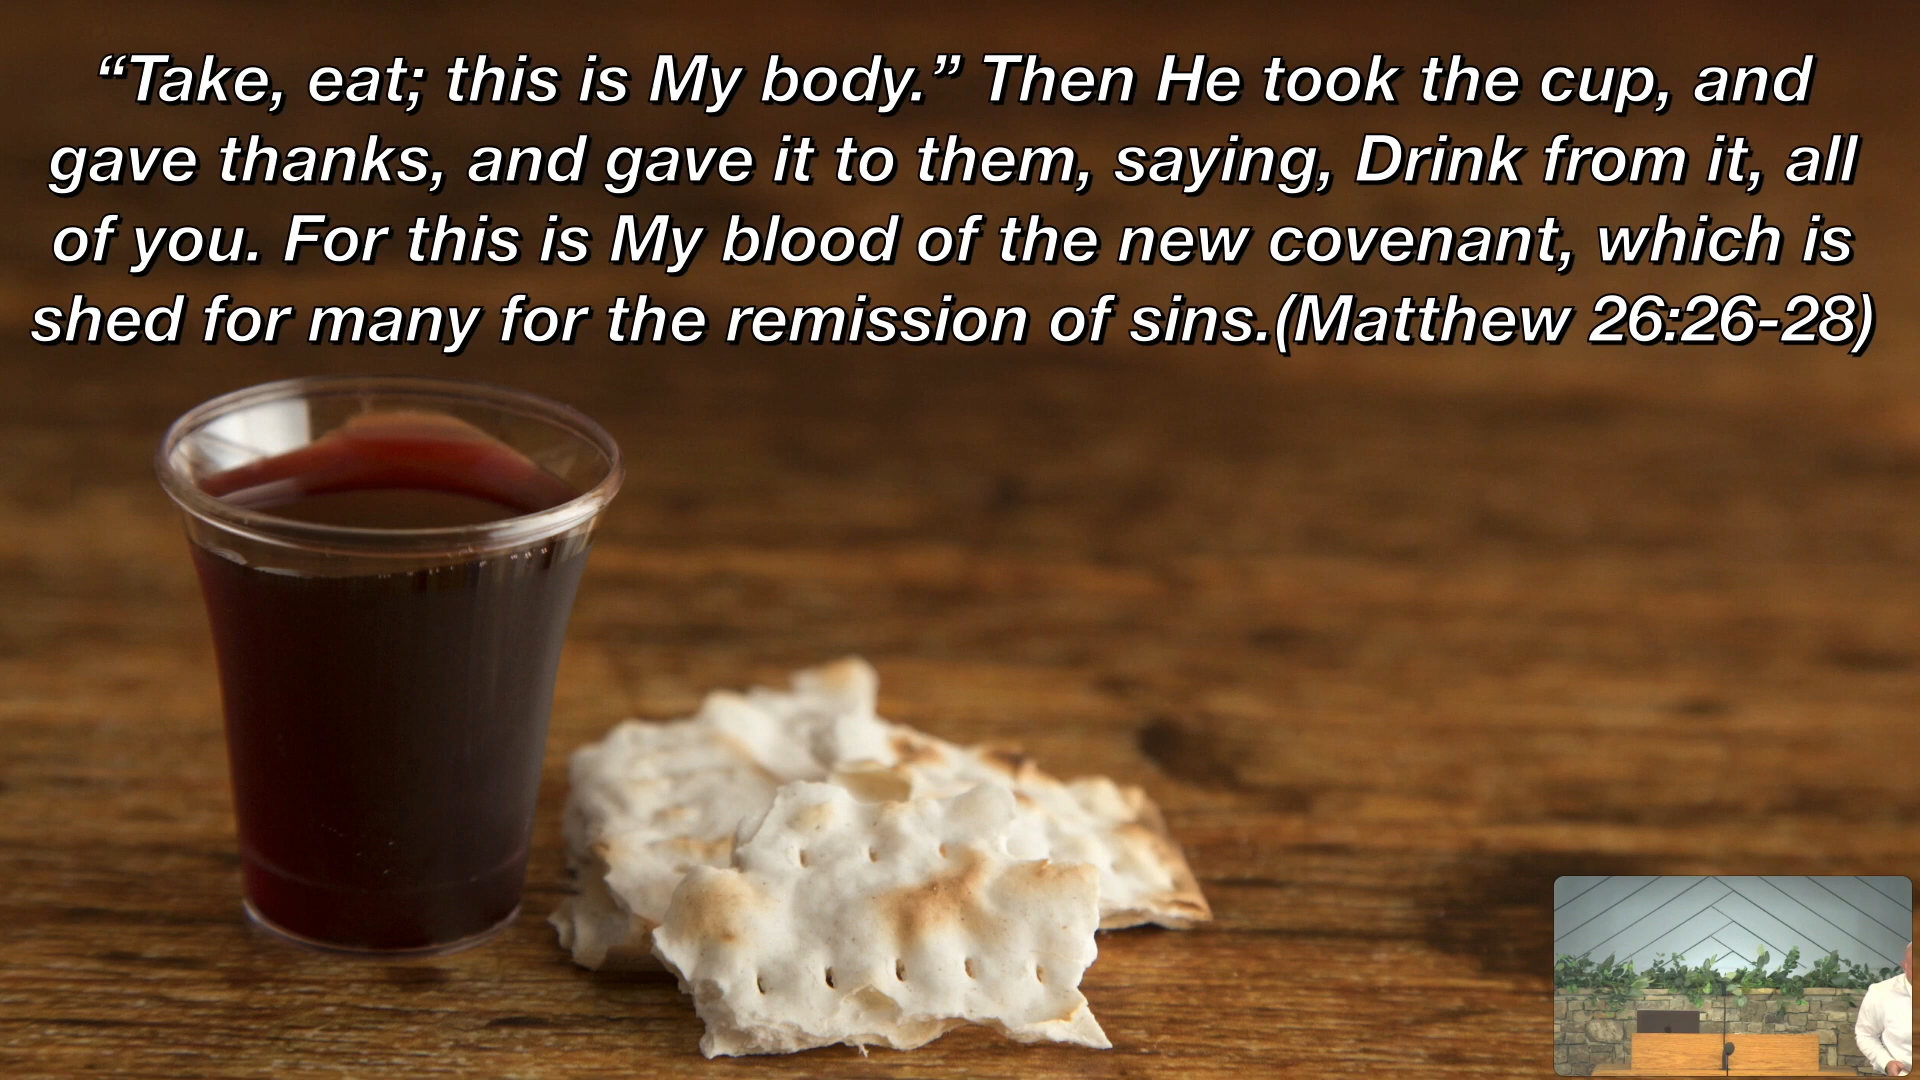 “Take, eat; this is My body.” Then He took the cup, and
gave thanks, and gave it to them, saying, Drink from it, all
of you. For this is My blood of the new covenant, which is
shed for many for the remission of sins.(Matthew 26:26-28)